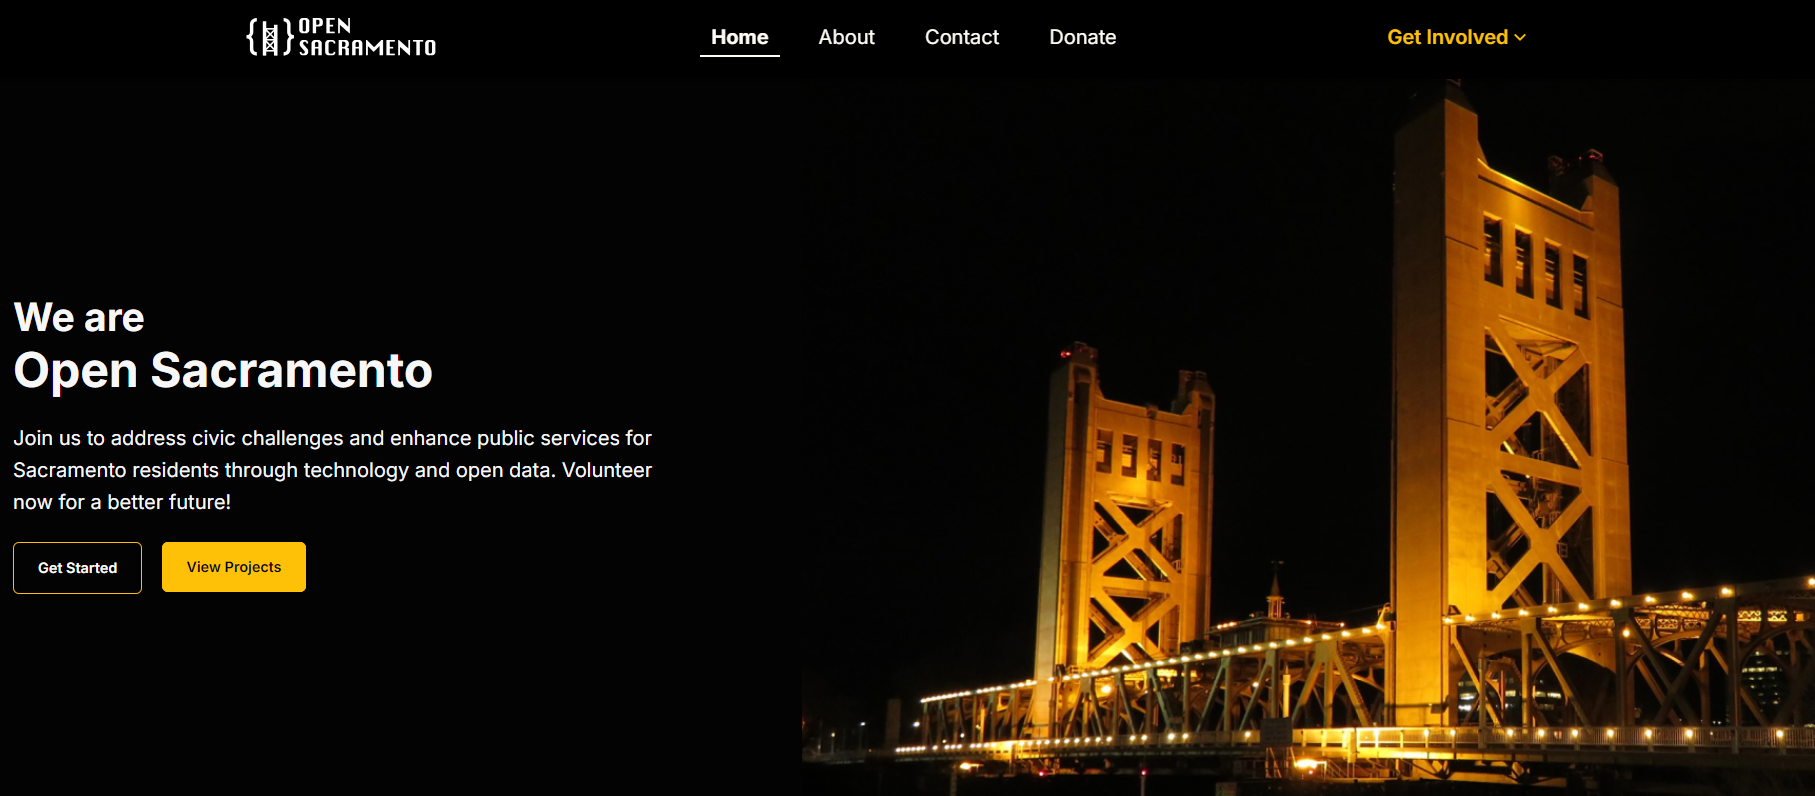 OPEN
SACRAMENTO
Home
About
Contact
Donate
Get Involved
We are
Open Sacramento
Join us to address civic challenges and enhance public services for
Sacramento residents through technology and open data. Volunteer
now for a better future!
Get Started
View Projects